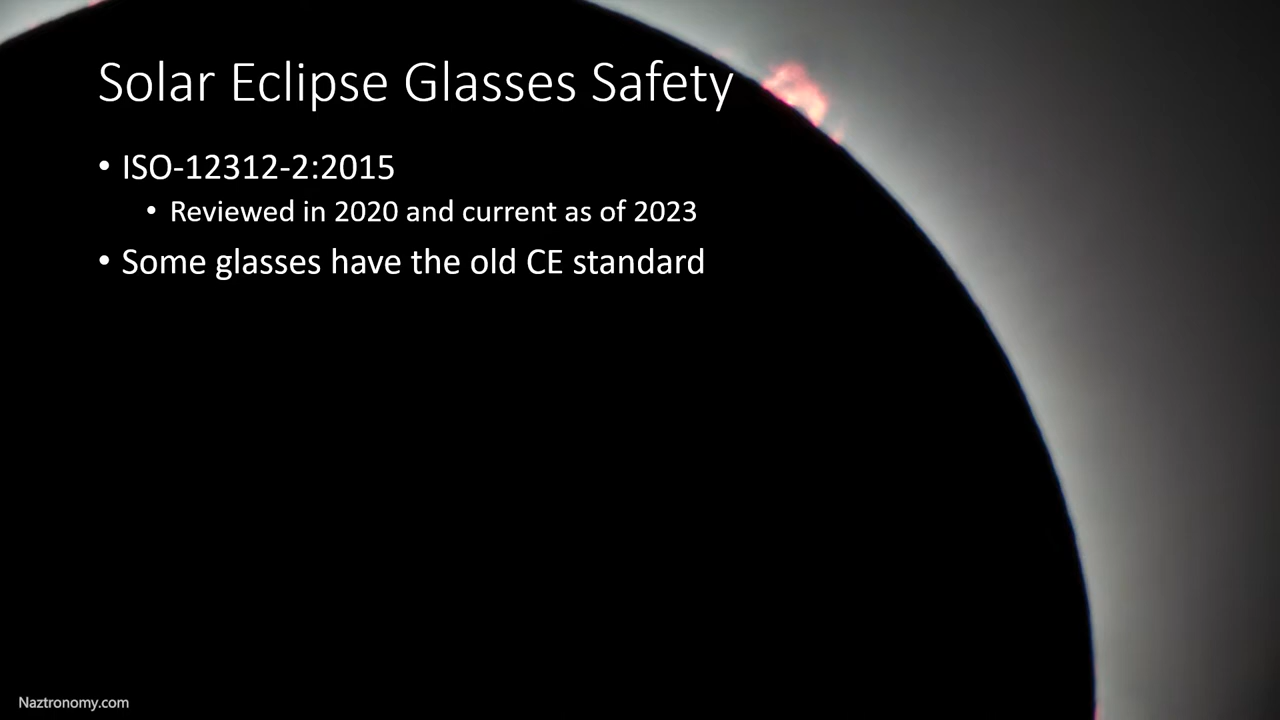 Solar Eclipse Glasses Safety
• ISO-12312-2:2015
• Reviewed in 2020 and current as of 2023
• Some glasses have the old CE standard
Naztronomy.com